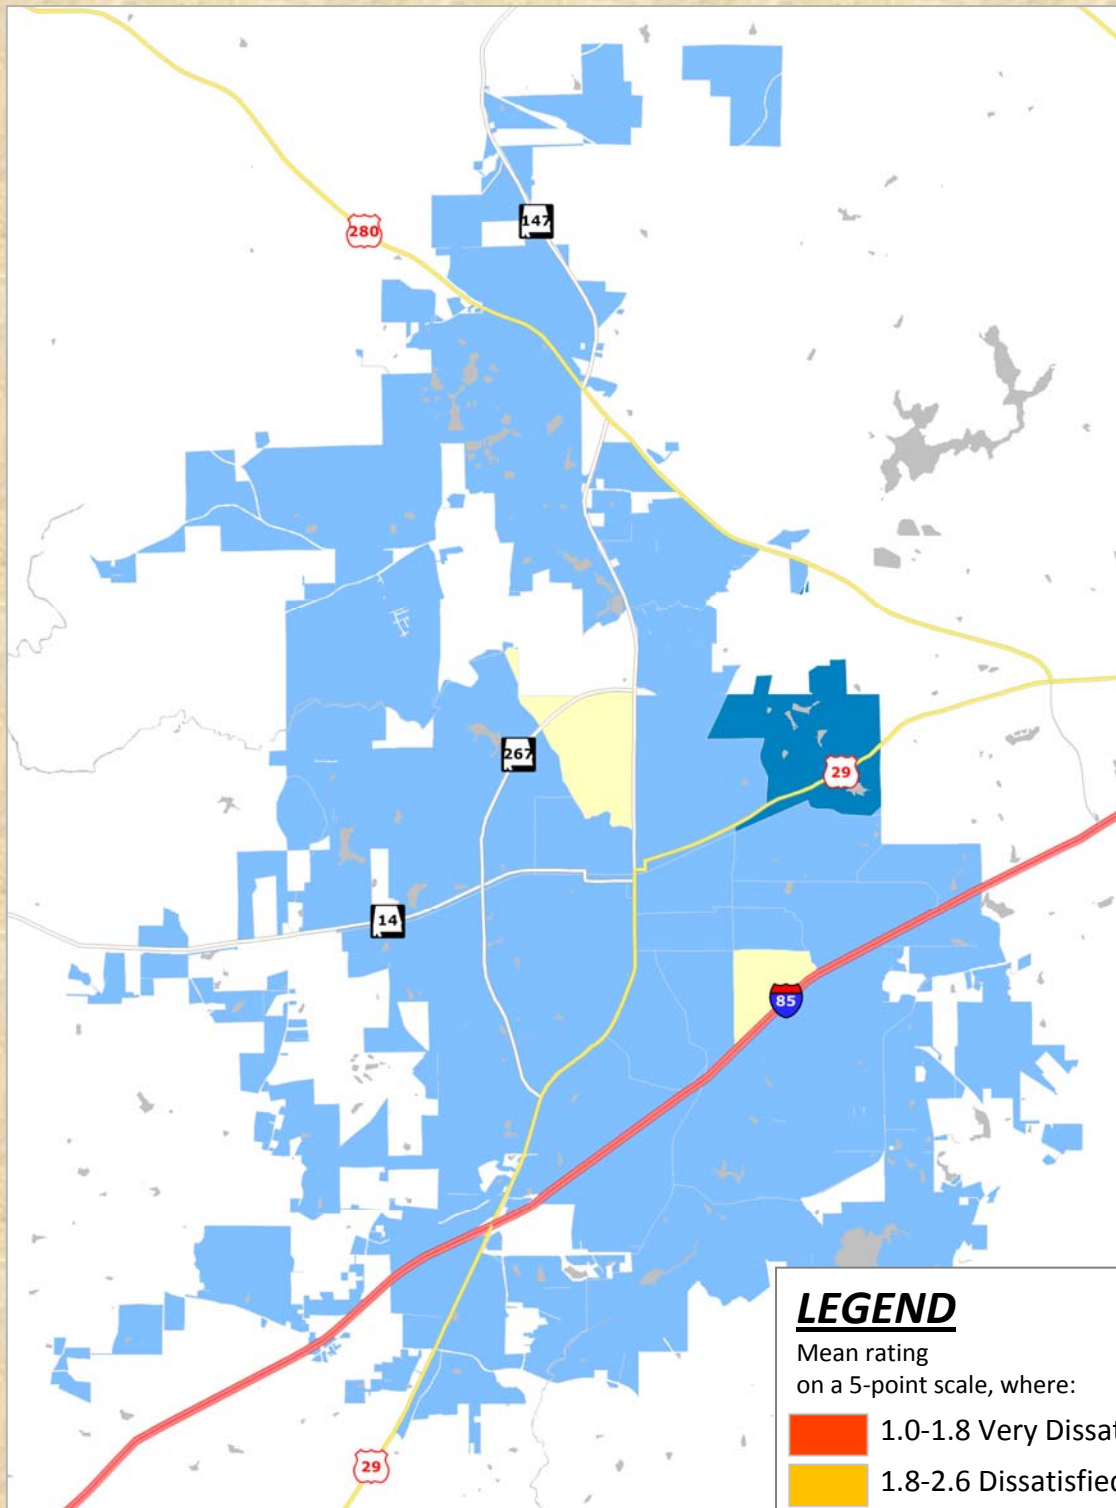 147
280
267
29
14
85
29
LEGEND
Mean rating
on a 5-point scale, where:
1.0-1.8 Very Dissat
1.8-2.6 Dissatisfied